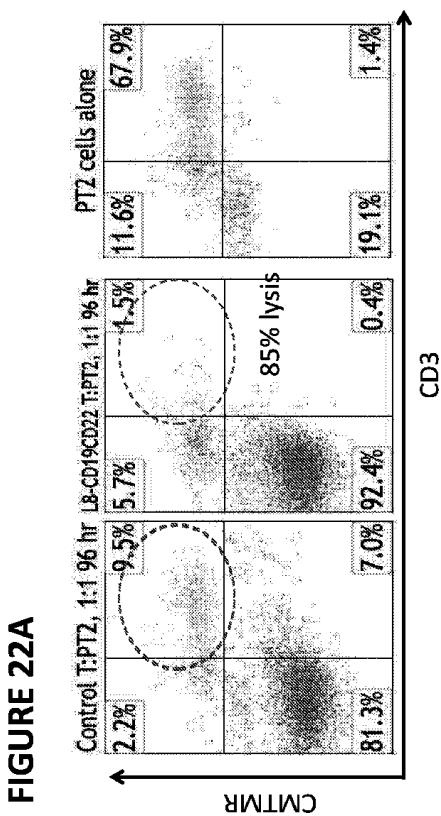 FIGURE 22A
Control T:PT2, 1:1 96 hr
2.2%
9.5%
81.3%
7.0%
L8-CD19CD22 T:PT2, 1:1 96 hr
5.7%
1.5%
92.4%
0.4%
85% lysis
PT2 cells alone
11.6%
67.9%
19.1%
1.4%
CMTMR
CD3